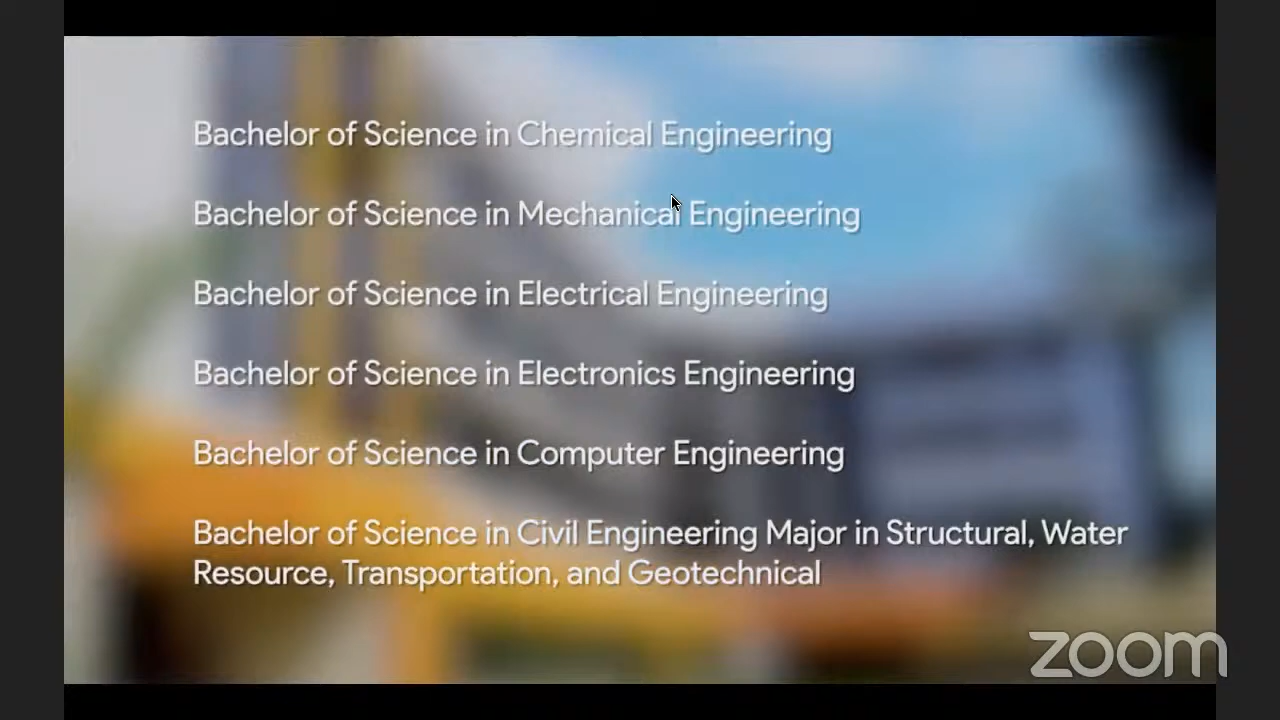 Bachelor of Science in Chemical Engineering
Bachelor of Science in Mechanical Engineering
Bachelor of Science in Electrical Engineering
Bachelor of Science in Electronics Engineering
Bachelor of Science in Computer Engineering
Bachelor of Science in Civil Engineering Major in Structural, Water
Resource, Transportation, and Geotechnical
zoom